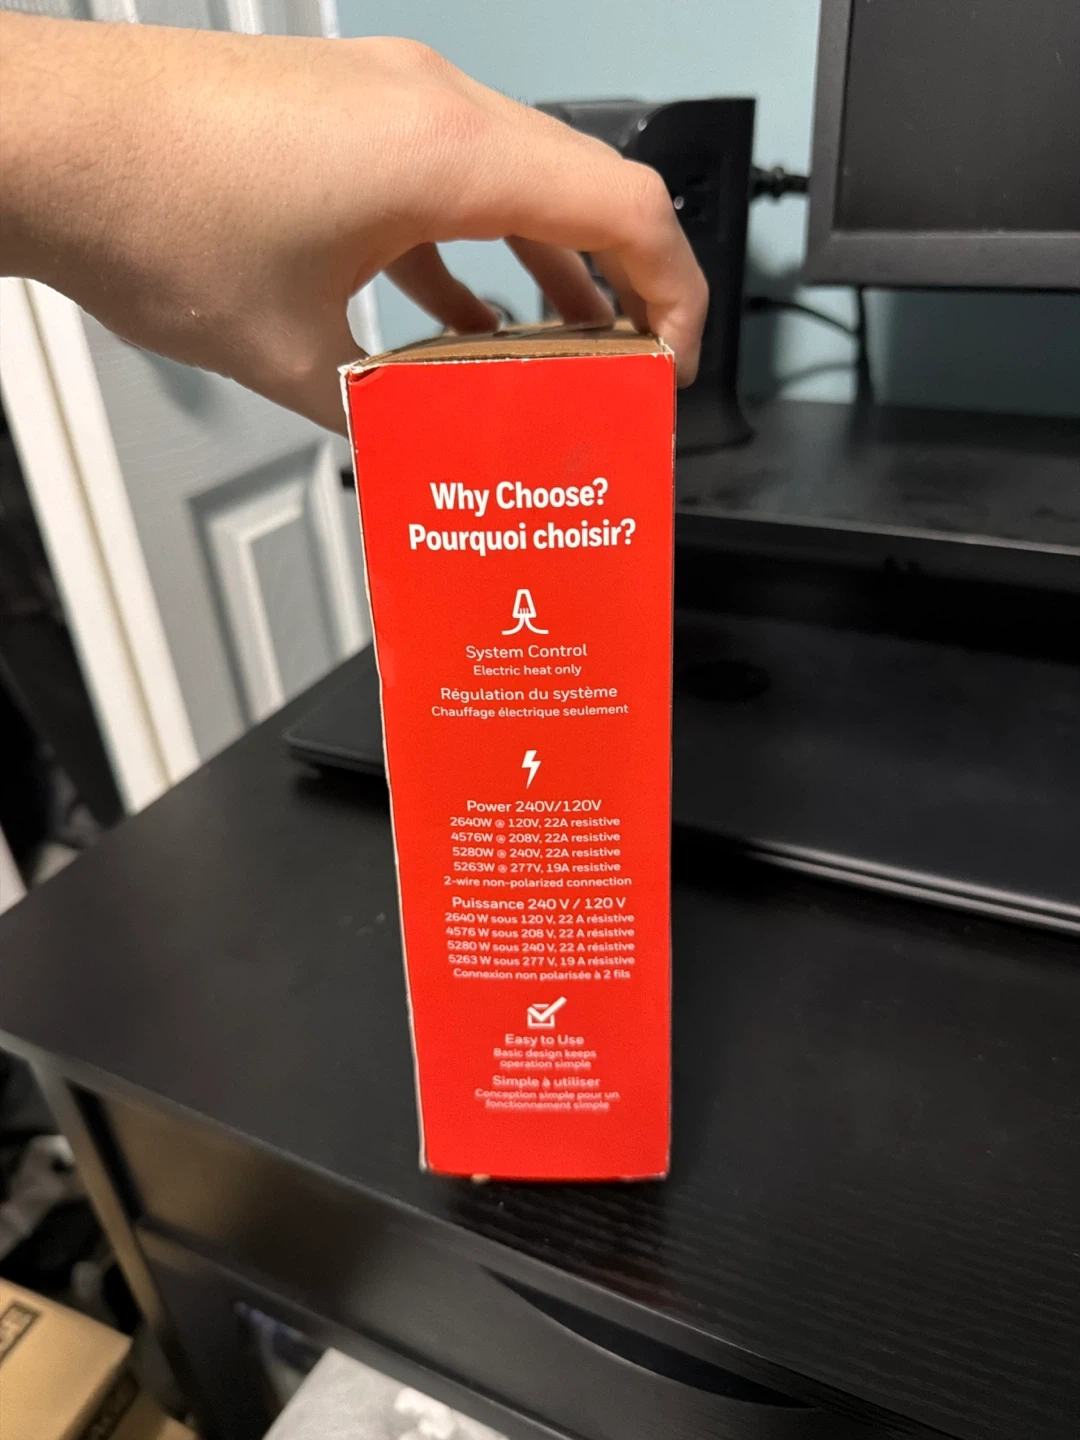 Why Choose?
Pourquoi choisir?
System Control
Electric heat only
Régulation du système
Chauffage électrique seulement
Power 240V/120V
2640W @ 120V, 22A resistive
4576W @ 208V, 22A resistive
5280W @ 240V, 22A resistive
5263W @ 277V, 19A resistive
2-wire non-polarized connection
Puissance 240 V / 120 V
2640 W sous 120 V, 22 A résistive
4576 W sous 208 V, 22 A résistive
5280 W sous 240 V, 22 A résistive
5263 W sous 277 V, 19 A résistive
Connexion non polarisée à 2 fils
Easy to Use
Basic design keeps
operation simple
Simple à utiliser
Conception simple pour un
fonctionnement simple